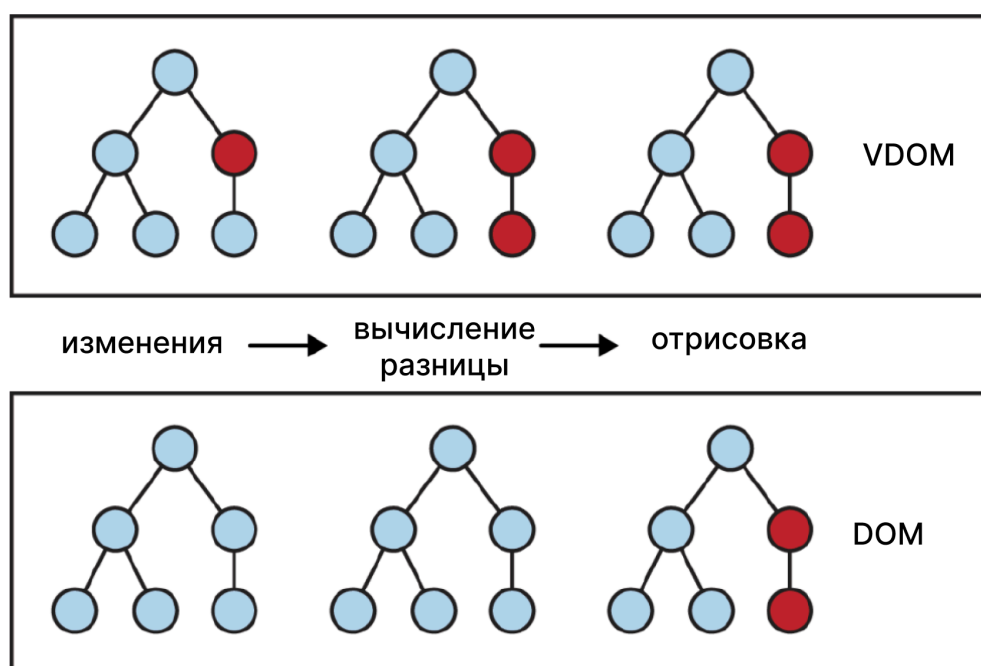 VDOM
изменения
вычисление
разницы
отрисовка
DOM